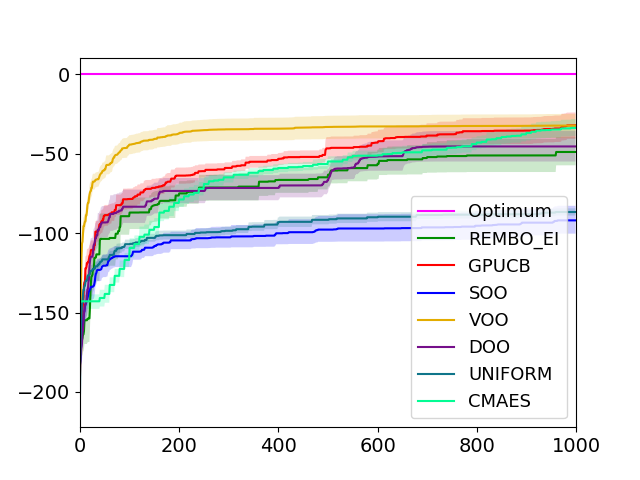 0
−50
−100
−150
−200
0
200
400
600
800
1000
Optimum
REMBO_EI
GPUCB
SOO
VOO
DOO
UNIFORM
CMAES